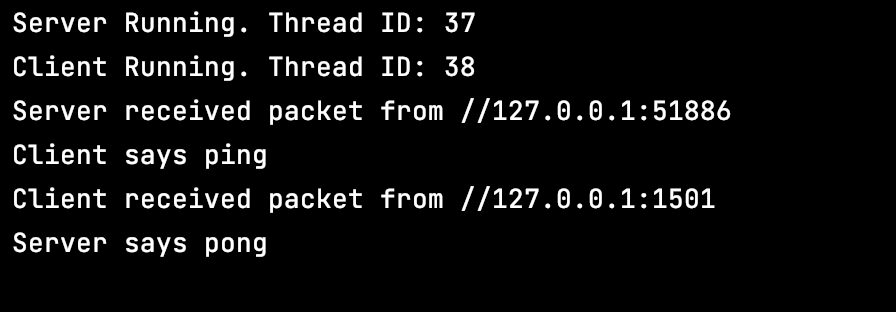 Server Running. Thread ID: 37
Client Running. Thread ID: 38
Server received packet from //127.0.0.1:51886
Client says ping
Client received packet from //127.0.0.1:1501
Server says pong